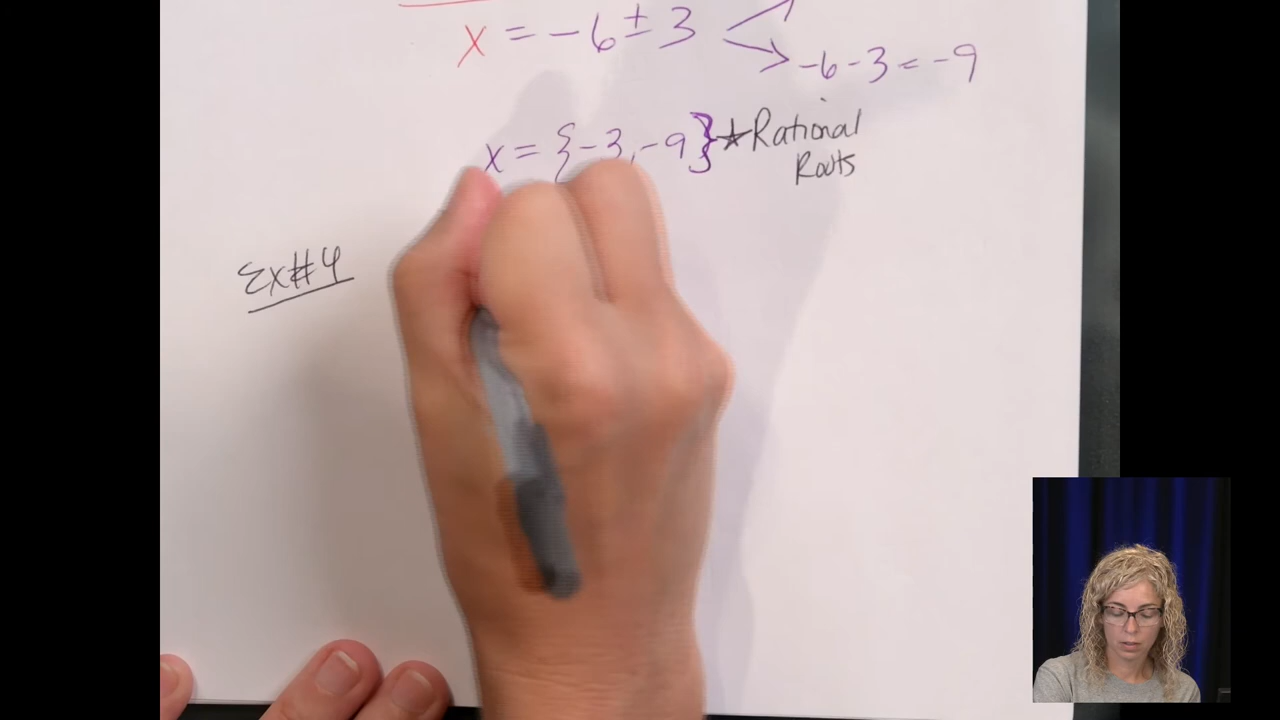 x = -6 ± 3
-6 - 3 = -9
x = {-3, -9} ★ Rational
Roots
Ex#4